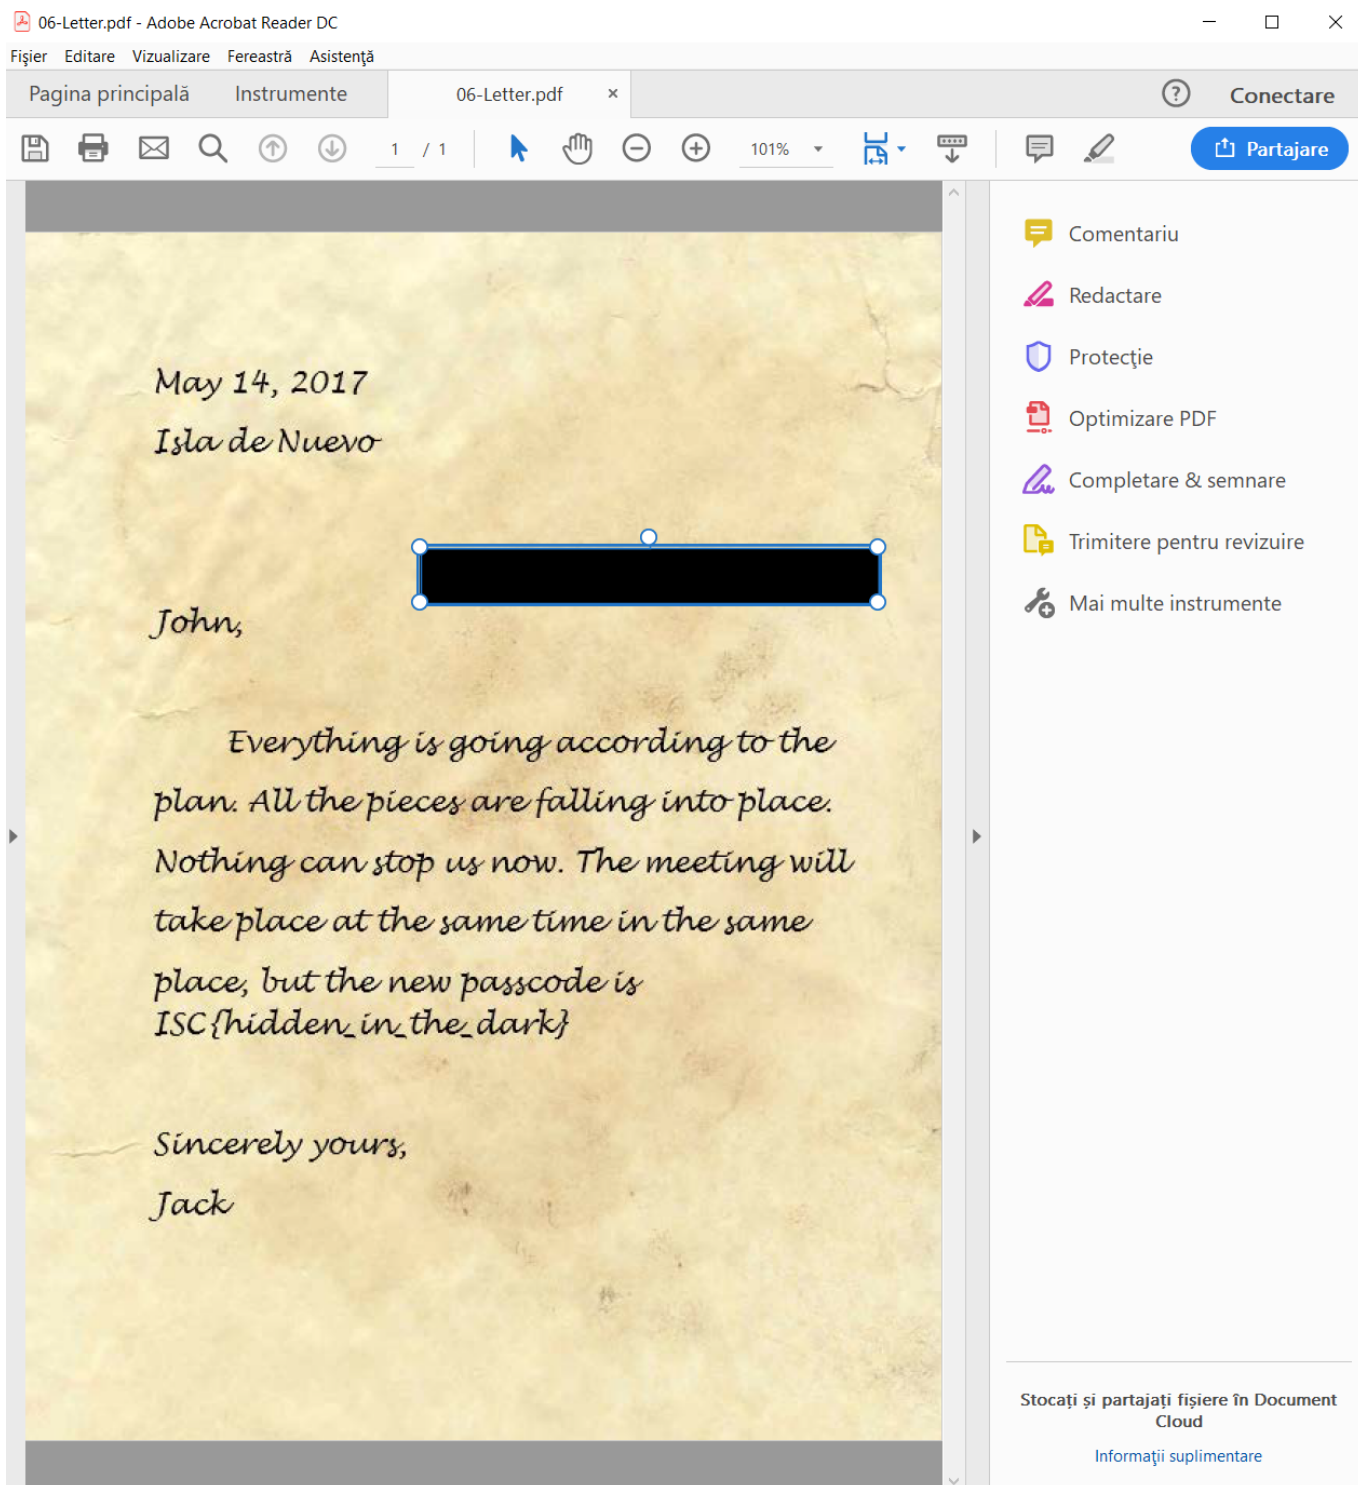 06-Letter.pdf - Adobe Acrobat Reader DC
Fişier Editare Vizualizare Fereastră Asistenţă
Pagina principală Instrumente 06-Letter.pdf × ? Conectare
1 / 1 101% Partajare
Comentariu
Redactare
Protecţie
Optimizare PDF
Completare & semnare
Trimitere pentru revizuire
Mai multe instrumente
May 14, 2017
Isla de Nuevo
John,
Everything is going according to the
plan. All the pieces are falling into place.
Nothing can stop us now. The meeting will
take place at the same time in the same
place, but the new passcode is
ISC{hidden_in_the_dark}
Sincerely yours,
Jack
Stocați și partajați fișiere în Document
Cloud
Informaţii suplimentare